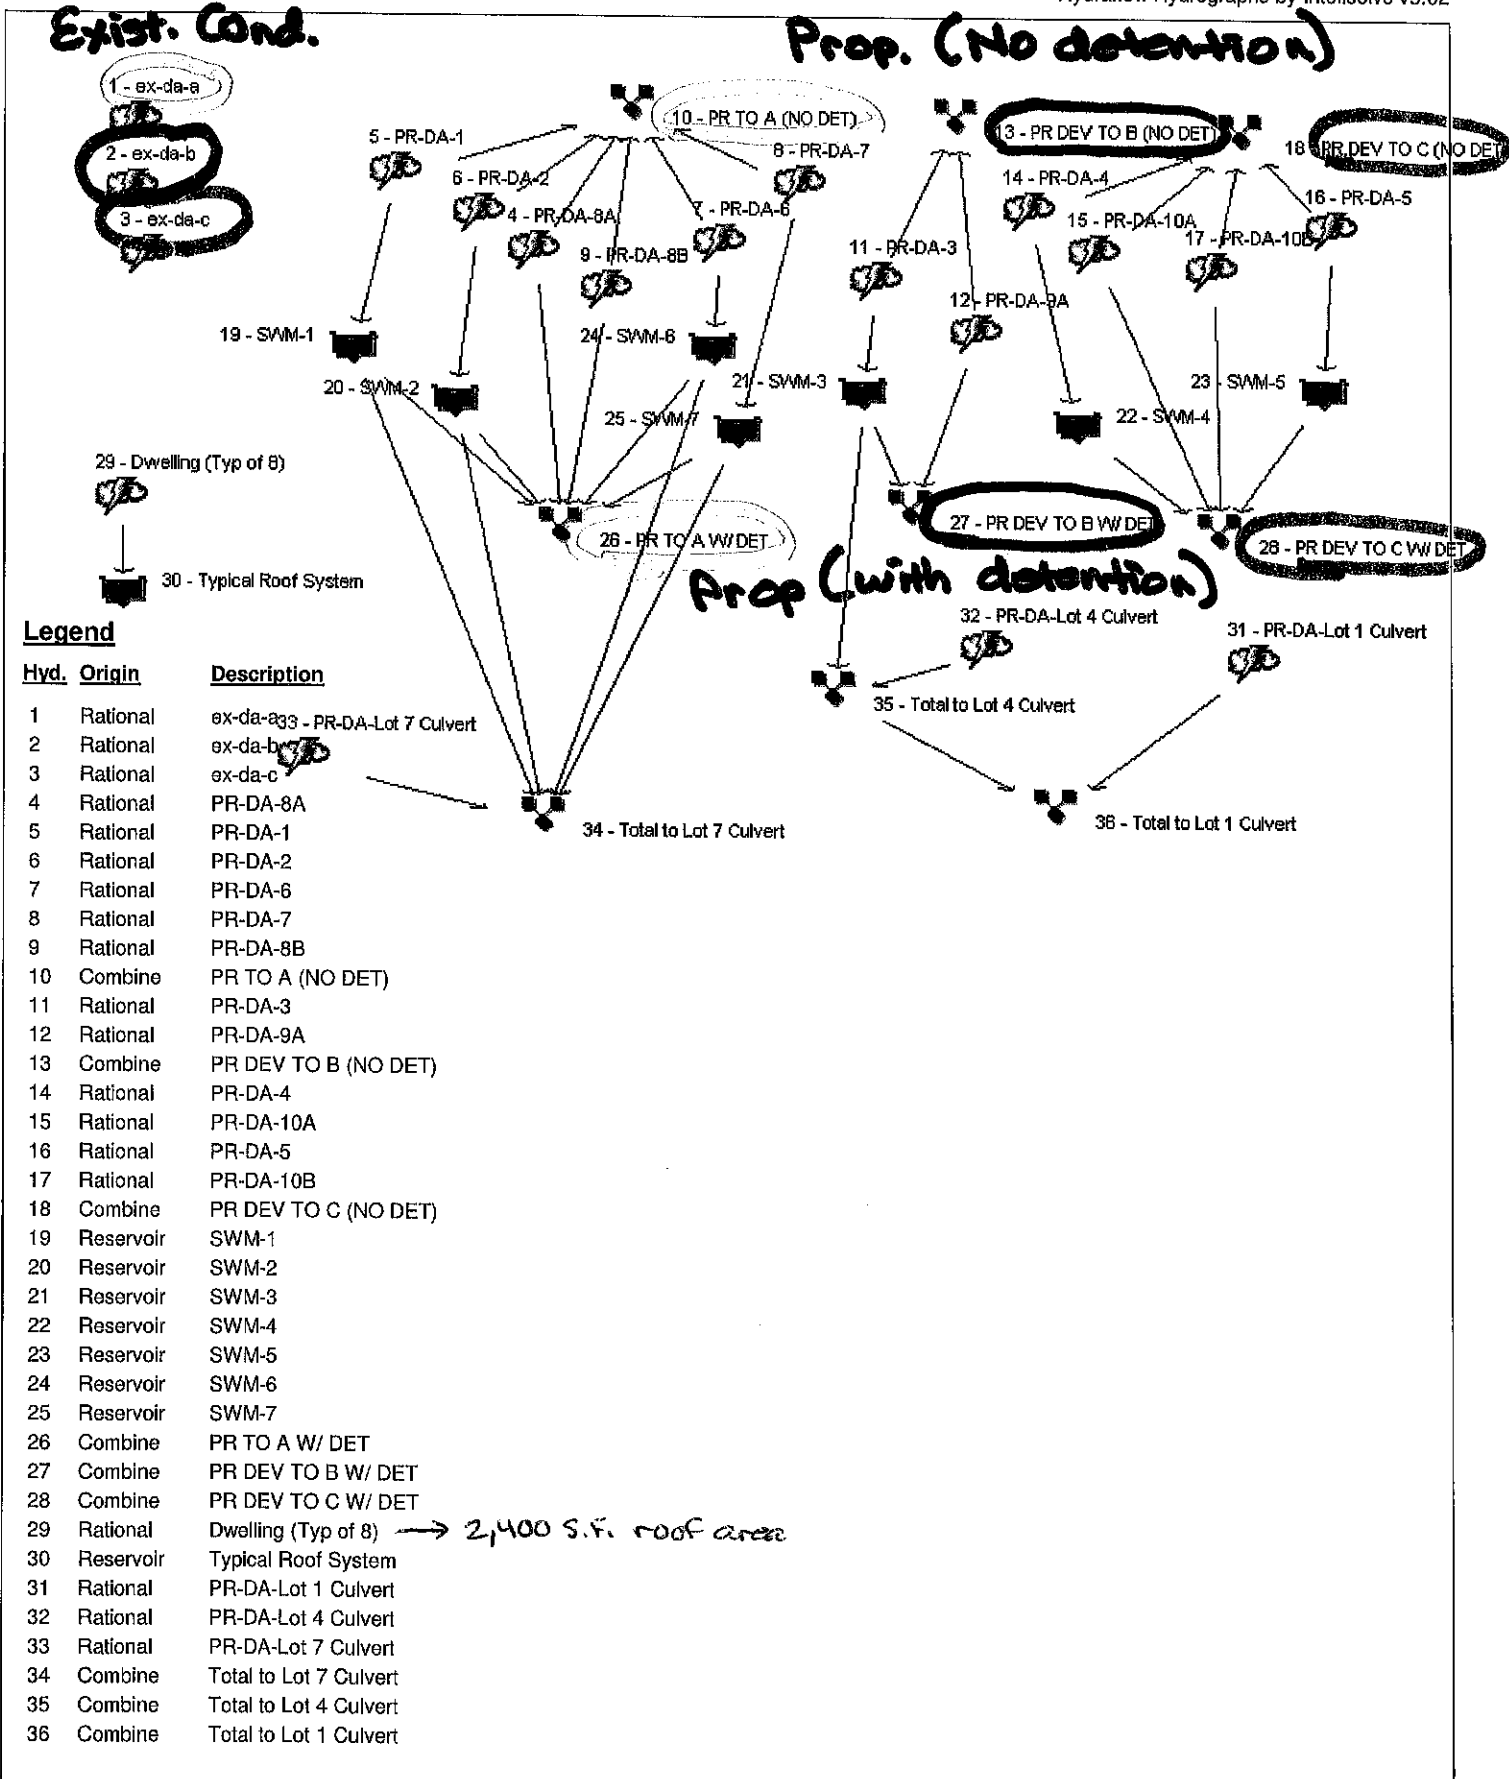 Hydraflow Hydrographs by Intelisolve v9.02
Exist. Cond.
Prop. (No detention)
1 - ex-da-a
2 - ex-da-b
3 - ex-da-c
5 - PR-DA-1
10 - PR TO A (NO DET)
13 - PR DEV TO B (NO DET)
18 PR DEV TO C (NO DET)
8 - PR-DA-7
6 - PR-DA-2
4 - PR-DA-8A
7 - PR-DA-6
9 - PR-DA-8B
14 - PR-DA-4
16 - PR-DA-5
15 - PR-DA-10A
17 - PR-DA-10B
11 - PR-DA-3
12 - PR-DA-9A
19 - SWM-1
24 - SWM-6
20 - SWM-2
21 - SWM-3
23 - SWM-5
25 - SWM-7
22 - SWM-4
29 - Dwelling (Typ of 8)
26 - PR TO A W/ DET
27 - PR DEV TO B W/ DET
28 - PR DEV TO C W/ DET
30 - Typical Roof System
Prop (with detention)
32 - PR-DA-Lot 4 Culvert
31 - PR-DA-Lot 1 Culvert
35 - Total to Lot 4 Culvert
33 - PR-DA-Lot 7 Culvert
34 - Total to Lot 7 Culvert
36 - Total to Lot 1 Culvert
Legend
Hyd. Origin Description
1 Rational ex-da-a
2 Rational ex-da-b
3 Rational ex-da-c
4 Rational PR-DA-8A
5 Rational PR-DA-1
6 Rational PR-DA-2
7 Rational PR-DA-6
8 Rational PR-DA-7
9 Rational PR-DA-8B
10 Combine PR TO A (NO DET)
11 Rational PR-DA-3
12 Rational PR-DA-9A
13 Combine PR DEV TO B (NO DET)
14 Rational PR-DA-4
15 Rational PR-DA-10A
16 Rational PR-DA-5
17 Rational PR-DA-10B
18 Combine PR DEV TO C (NO DET)
19 Reservoir SWM-1
20 Reservoir SWM-2
21 Reservoir SWM-3
22 Reservoir SWM-4
23 Reservoir SWM-5
24 Reservoir SWM-6
25 Reservoir SWM-7
26 Combine PR TO A W/ DET
27 Combine PR DEV TO B W/ DET
28 Combine PR DEV TO C W/ DET
29 Rational Dwelling (Typ of 8) → 2,400 S.F. roof area
30 Reservoir Typical Roof System
31 Rational PR-DA-Lot 1 Culvert
32 Rational PR-DA-Lot 4 Culvert
33 Rational PR-DA-Lot 7 Culvert
34 Combine Total to Lot 7 Culvert
35 Combine Total to Lot 4 Culvert
36 Combine Total to Lot 1 Culvert